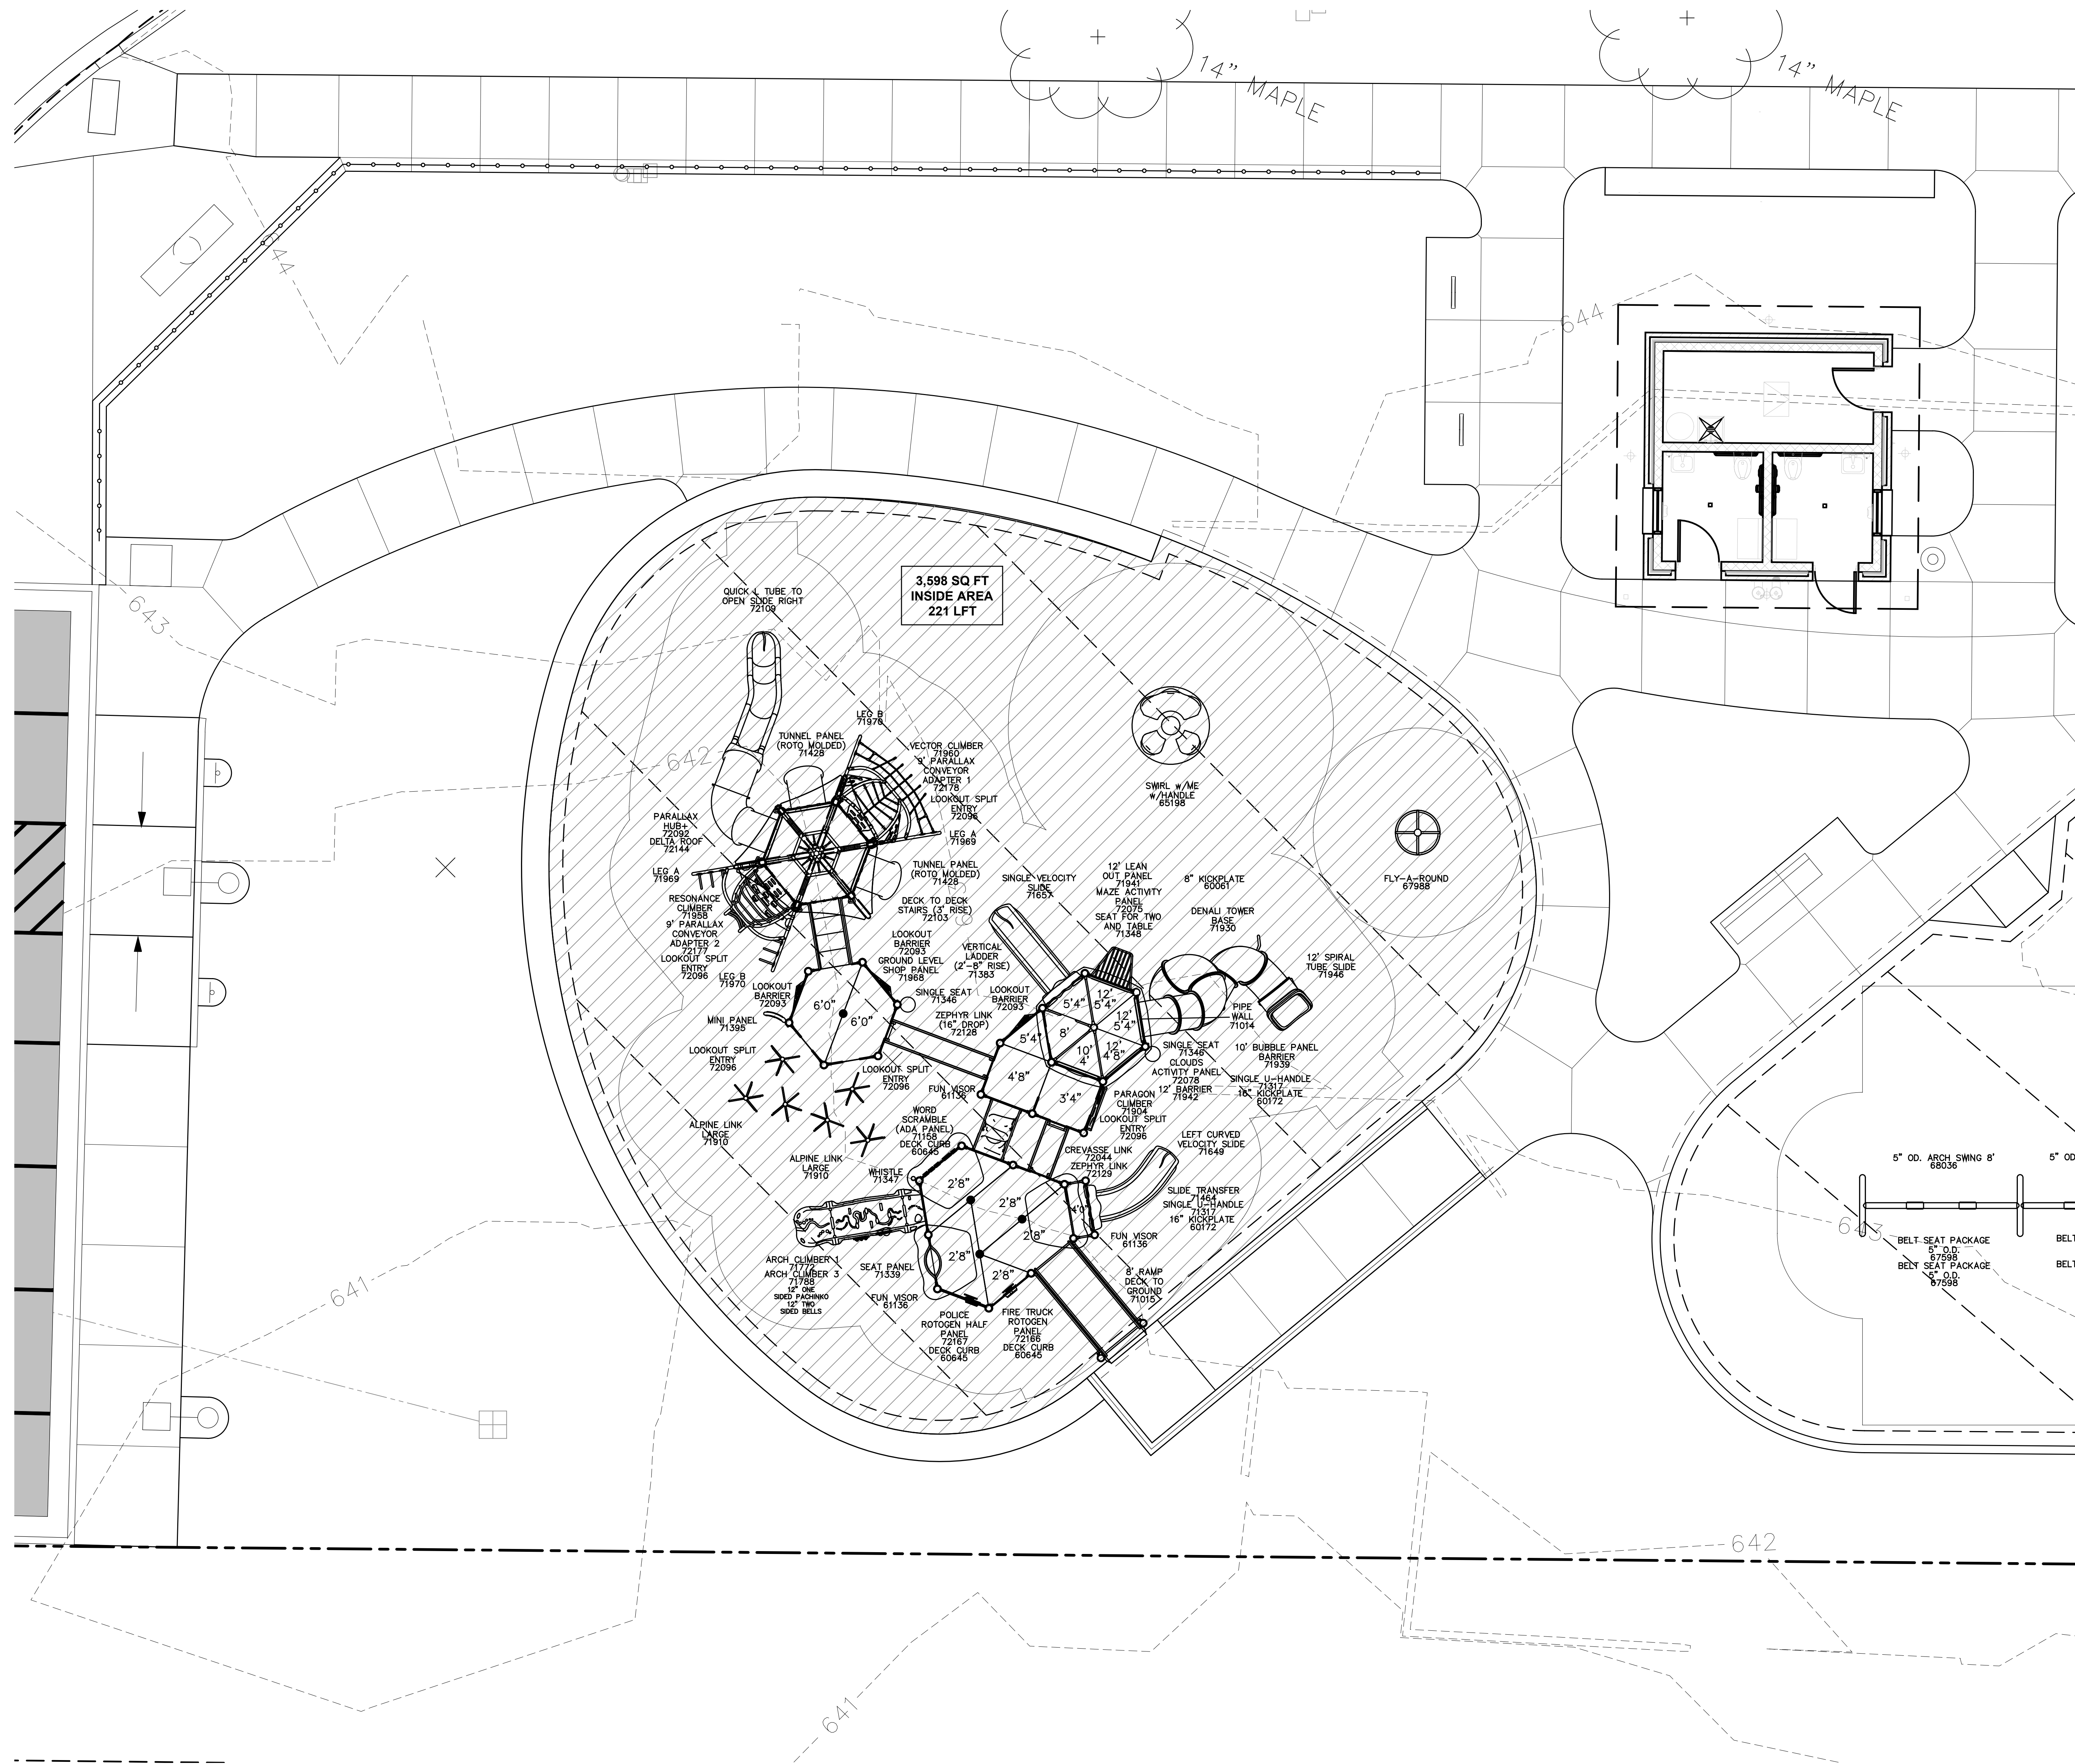 14” MAPLE
14” MAPLE
644
644
643
3,598 SQ FT
INSIDE AREA
221 LFT
QUICK L TUBE TO
OPEN SLIDE RIGHT
72109
LEG B
71970
TUNNEL PANEL
(ROTO MOLDED)
71428
642
VECTOR CLIMBER
71960
9' PARALLAX
CONVEYOR
ADAPTER 1
72178
LOOKOUT SPLIT
ENTRY
72096
LEG A
71969
PARALLAX
HUB+
72092
DELTA ROOF
72144
LEG A
71969
RESONANCE
CLIMBER
71958
9' PARALLAX
CONVEYOR
ADAPTER 2
72177
LOOKOUT SPLIT
ENTRY
72096
LEG B
71970
TUNNEL PANEL
(ROTO MOLDED)
71428
DECK TO DECK
STAIRS (3' RISE)
72103
LOOKOUT
BARRIER
72093
GROUND LEVEL
SHOP PANEL
71968
SINGLE SEAT
71346
ZEPHYR LINK
(16" DROP)
72128
SWIRL W/ME
W/HANDLE
65198
FLY-A-ROUND
67988
SINGLE VELOCITY
SLIDE
71657
12' LEAN
OUT PANEL
71941
MAZE ACTIVITY
PANEL
72075
SEAT FOR TWO
AND TABLE
71348
8" KICKPLATE
60061
DENALI TOWER
BASE
71930
12' SPIRAL
TUBE SLIDE
71946
VERTICAL
LADDER
(2'-8" RISE)
71383
LOOKOUT
BARRIER
72093
PIPE
WALL
71014
LOOKOUT
BARRIER
72093
MINI PANEL
71395
LOOKOUT SPLIT
ENTRY
72096
6'0"
6'0"
LOOKOUT SPLIT
ENTRY
72096
5'4"
12'
5'4"
12'
5'4"
8'
5'4"
10'
4'
12'
4'8"
4'8"
3'4"
SINGLE SEAT
71346
CLOUDS
ACTIVITY PANEL
72078
12' BARRIER
71942
10' BUBBLE PANEL
BARRIER
71939
SINGLE U-HANDLE
71317
16" KICKPLATE
60172
PARAGON
CLIMBER
71904
LOOKOUT SPLIT
ENTRY
72096
FUN VISOR
61136
WORD
SCRAMBLE
(ADA PANEL)
71158
DECK CURB
60645
ALPINE LINK
LARGE
71910
ALPINE LINK
LARGE
71910
WHISTLE
71347
CREVASSE LINK
72044
ZEPHYR LINK
72129
LEFT CURVED
VELOCITY SLIDE
71649
SLIDE TRANSFER
71464
SINGLE U-HANDLE
71317
16" KICKPLATE
60172
2'8"
2'8"
4'0"
2'8"
2'8"
2'8"
FUN VISOR
61136
ARCH CLIMBER 1
71772
ARCH CLIMBER 3
71788
12" ONE
SIDED PACHINKO
12" TWO
SIDED BELLS
SEAT PANEL
71339
FUN VISOR
61136
8' RAMP
DECK TO
GROUND
71015
POLICE
ROTOGEN HALF
PANEL
72167
DECK CURB
60645
FIRE TRUCK
ROTOGEN
PANEL
72166
DECK CURB
60645
5" OD. ARCH SWING 8'
68036
5" OD
643
BELT SEAT PACKAGE
5" O.D.
67598
BELT SEAT PACKAGE
5" O.D.
67598
BELT
BELT
641
642
641